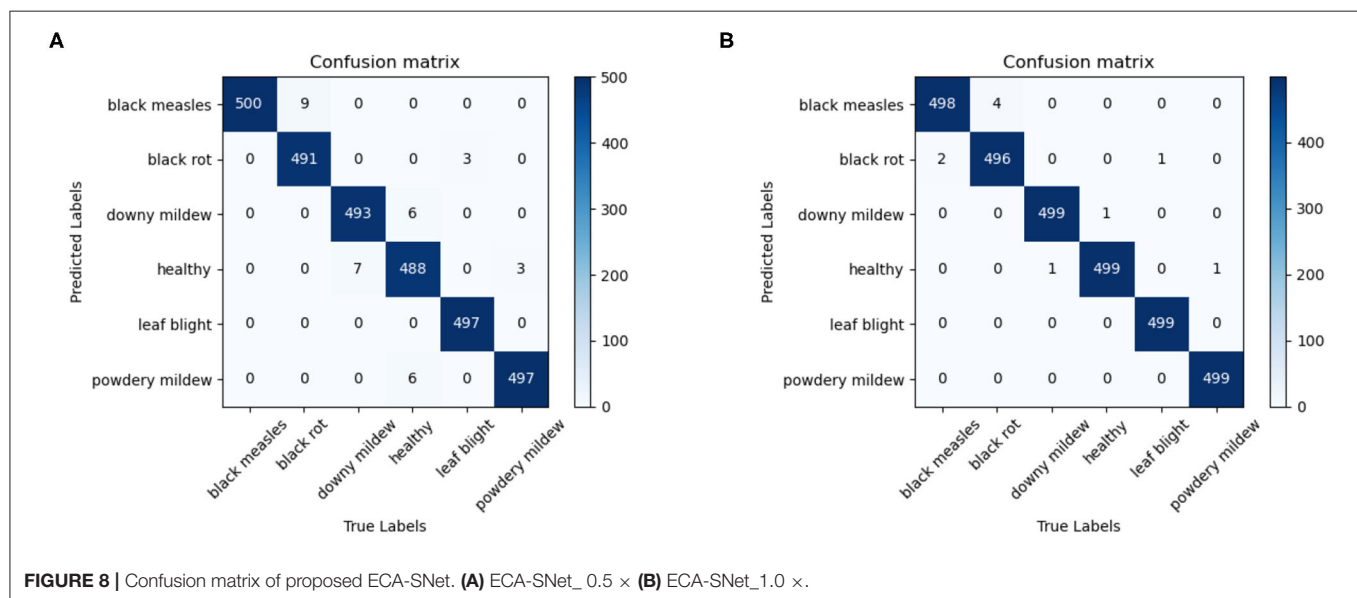 A
Confusion matrix
Predicted Labels
black measles 500 9 0 0 0 0
black rot 0 491 0 0 3 0
downy mildew 0 0 493 6 0 0
healthy 0 0 7 488 0 3
leaf blight 0 0 0 0 497 0
powdery mildew 0 0 0 6 0 497
black measles
black rot
downy mildew
healthy
leaf blight
powdery mildew
True Labels
500
400
300
200
100
0
B
Confusion matrix
Predicted Labels
black measles 498 4 0 0 0 0
black rot 2 496 0 0 1 0
downy mildew 0 0 499 1 0 0
healthy 0 0 1 499 0 1
leaf blight 0 0 0 0 499 0
powdery mildew 0 0 0 0 0 499
black measles
black rot
downy mildew
healthy
leaf blight
powdery mildew
True Labels
400
300
200
100
0
FIGURE 8 | Confusion matrix of proposed ECA-SNet. (A) ECA-SNet_ 0.5 × (B) ECA-SNet_1.0 ×.